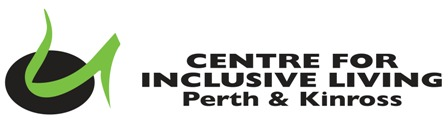 CENTRE FOR
INCLUSIVE LIVING
Perth & Kinross